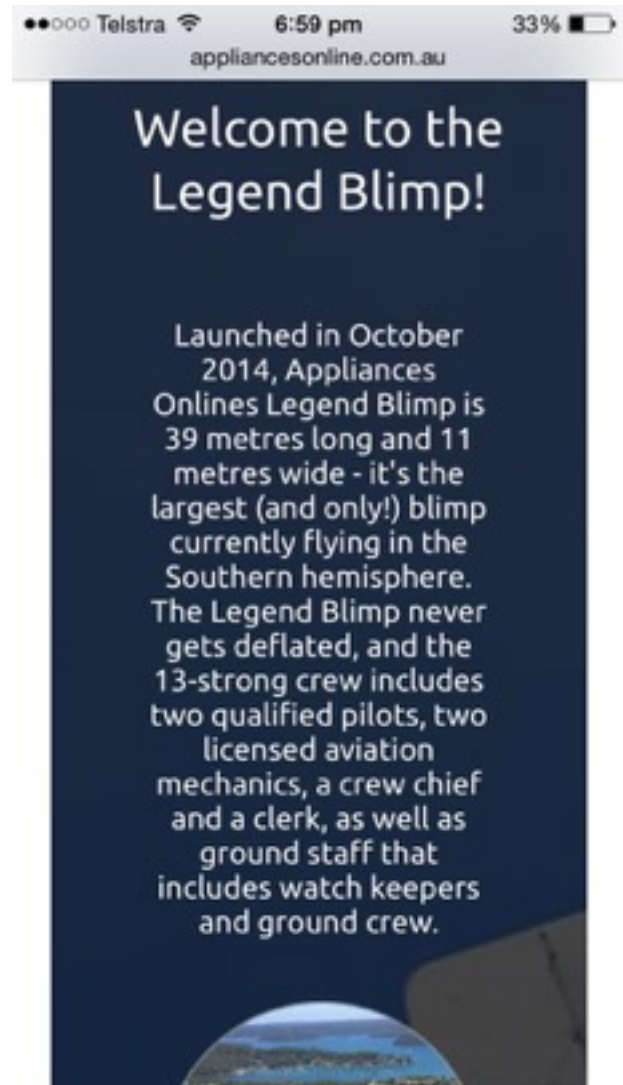 Telstra 6:59 pm 33%
appliancesonline.com.au
Welcome to the
Legend Blimp!
Launched in October
2014, Appliances
Onlines Legend Blimp is
39 metres long and 11
metres wide - it's the
largest (and only!) blimp
currently flying in the
Southern hemisphere.
The Legend Blimp never
gets deflated, and the
13-strong crew includes
two qualified pilots, two
licensed aviation
mechanics, a crew chief
and a clerk, as well as
ground staff that
includes watch keepers
and ground crew.